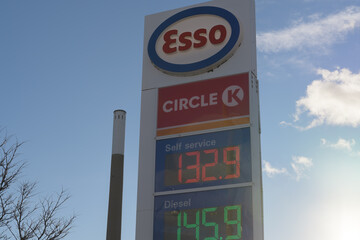 Esso
CIRCLE K
Self service
132.9
Diesel
145.9